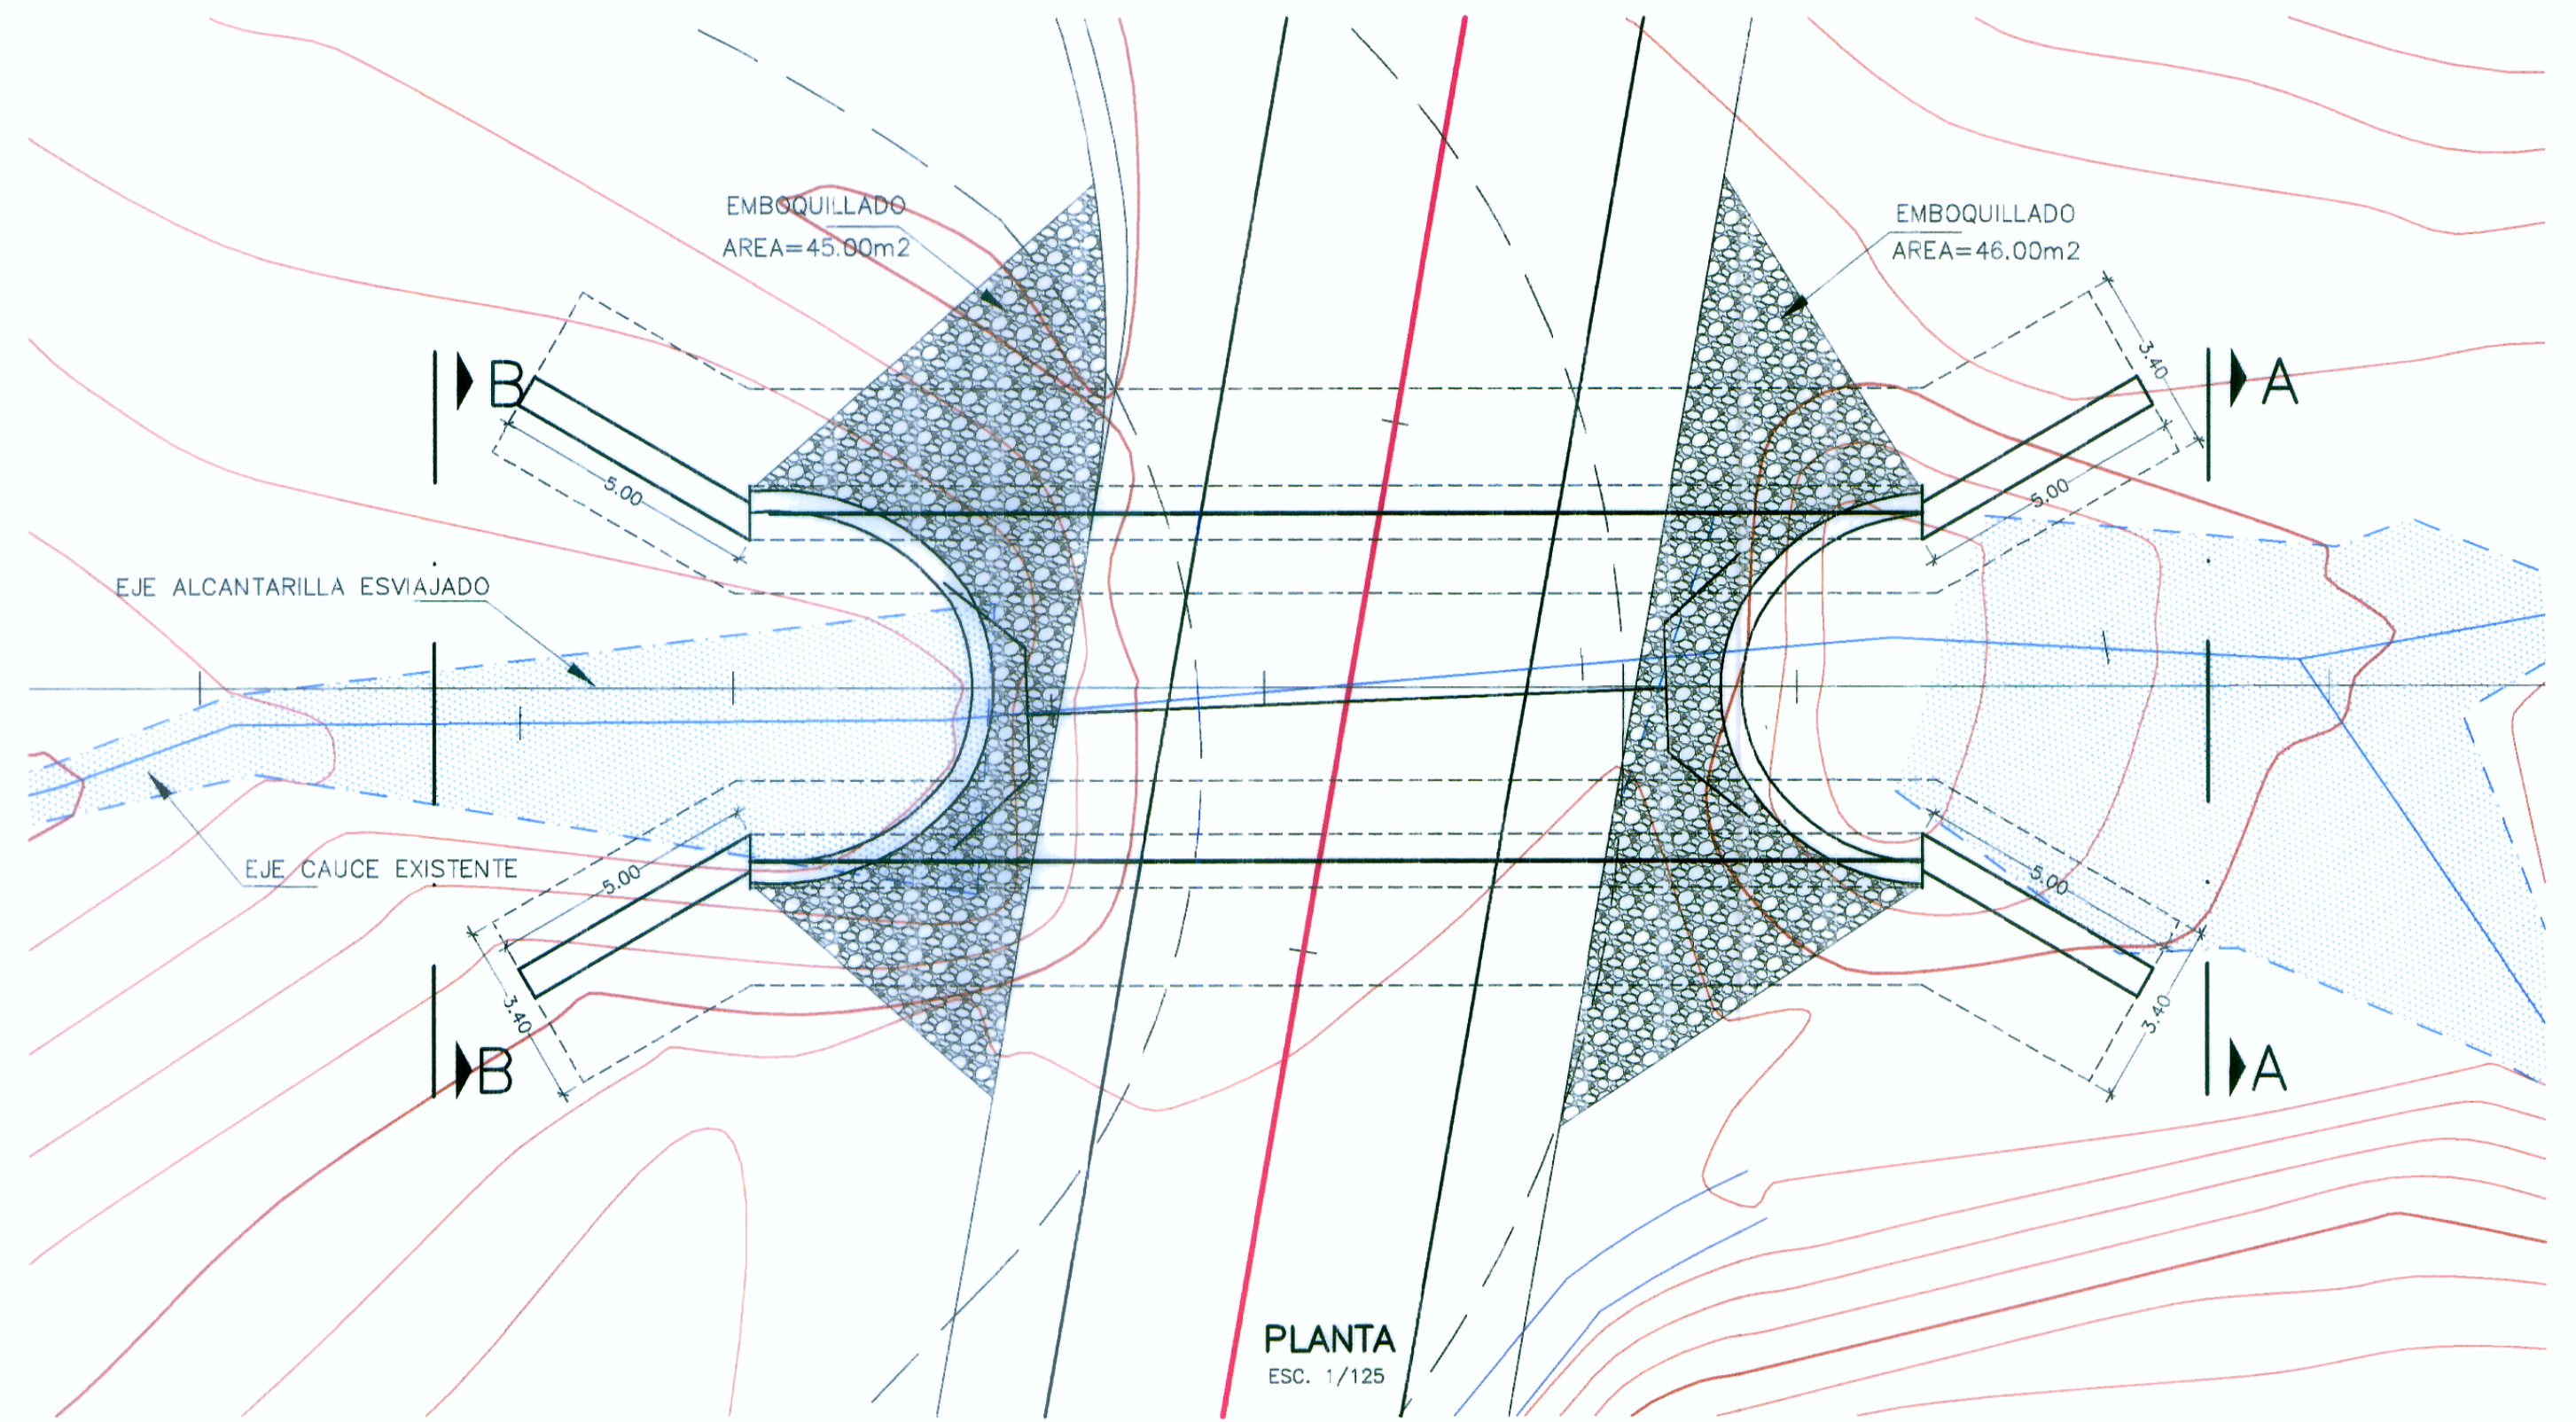 EMBOQUILLADO
AREA=45.00m2
EMBOQUILLADO
AREA=46.00m2
3.40
B
A
5.00
5.00
EJE ALCANTARILLA ESVIAJADO
EJE CAUCE EXISTENTE
5.00
5.00
3.40
3.40
B
A
PLANTA
ESC. 1/125